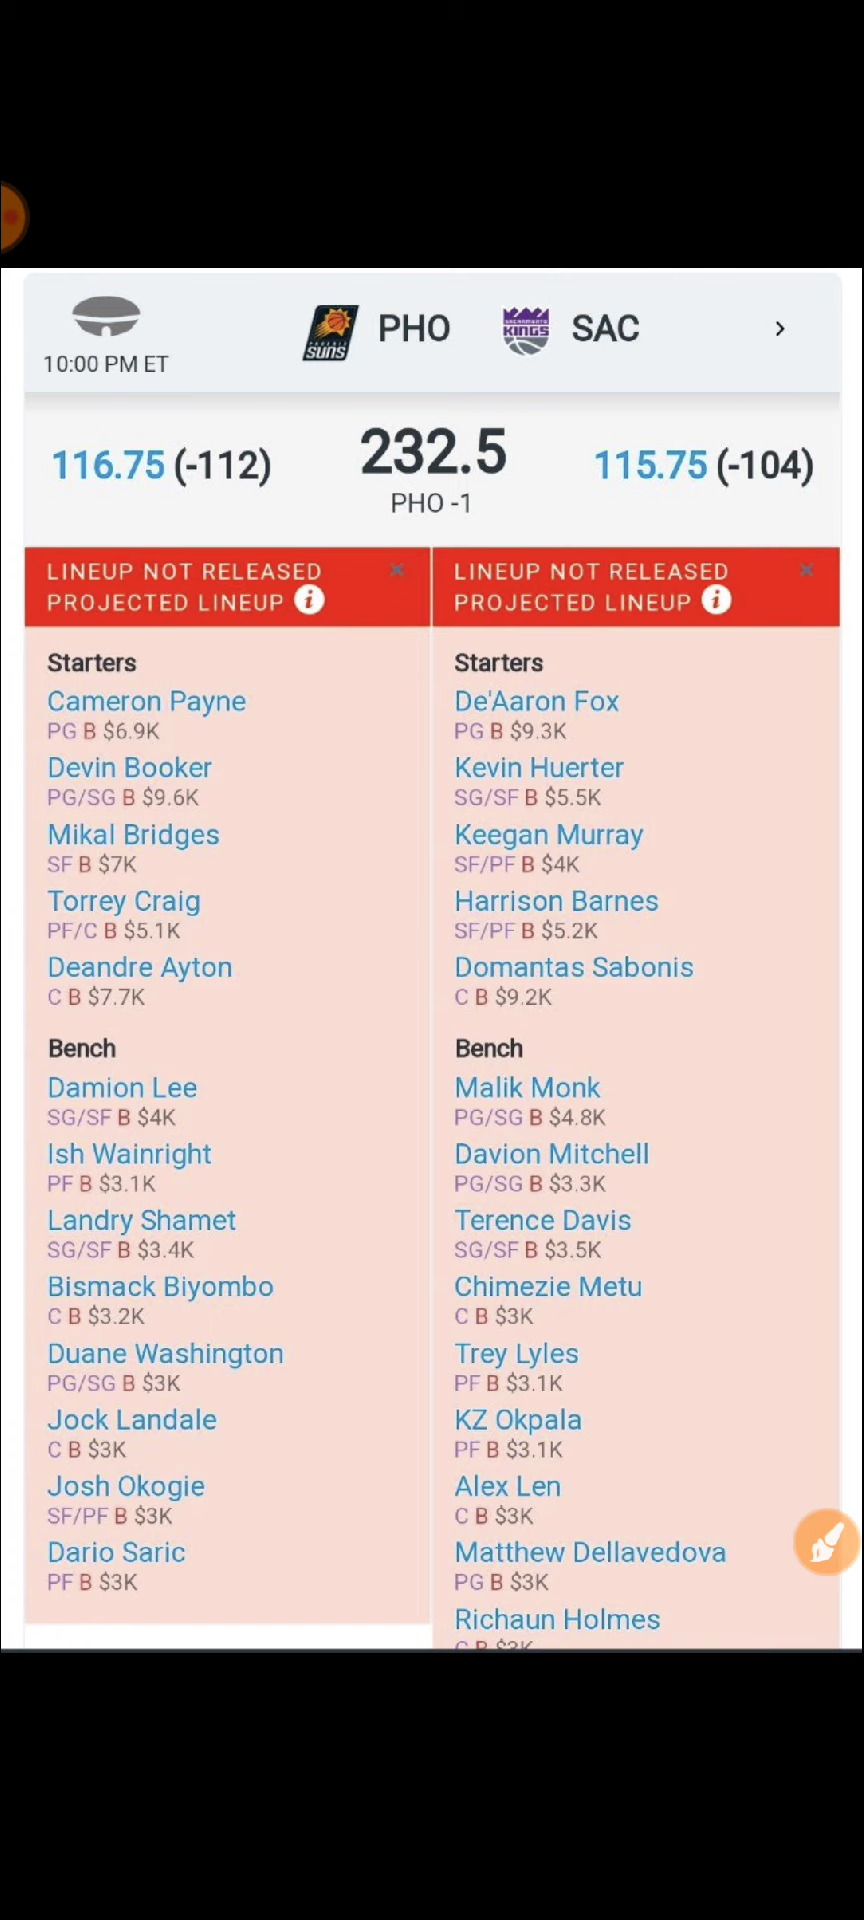 10:00 PM ET
PHOENIX
SUNS
PHO
SACRAMENTO
KINGS
SAC
116.75 (-112)
232.5
PHO -1
115.75 (-104)
LINEUP NOT RELEASED
PROJECTED LINEUP
Starters
Cameron Payne
PG B $6.9K
Devin Booker
PG/SG B $9.6K
Mikal Bridges
SF B $7K
Torrey Craig
PF/C B $5.1K
Deandre Ayton
C B $7.7K
Bench
Damion Lee
SG/SF B $4K
Ish Wainright
PF B $3.1K
Landry Shamet
SG/SF B $3.4K
Bismack Biyombo
C B $3.2K
Duane Washington
PG/SG B $3K
Jock Landale
C B $3K
Josh Okogie
SF/PF B $3K
Dario Saric
PF B $3K
LINEUP NOT RELEASED
PROJECTED LINEUP
Starters
De'Aaron Fox
PG B $9.3K
Kevin Huerter
SG/SF B $5.5K
Keegan Murray
SF/PF B $4K
Harrison Barnes
SF/PF B $5.2K
Domantas Sabonis
C B $9.2K
Bench
Malik Monk
PG/SG B $4.8K
Davion Mitchell
PG/SG B $3.3K
Terence Davis
SG/SF B $3.5K
Chimezie Metu
C B $3K
Trey Lyles
PF B $3.1K
KZ Okpala
PF B $3.1K
Alex Len
C B $3K
Matthew Dellavedova
PG B $3K
Richaun Holmes
C B $3K